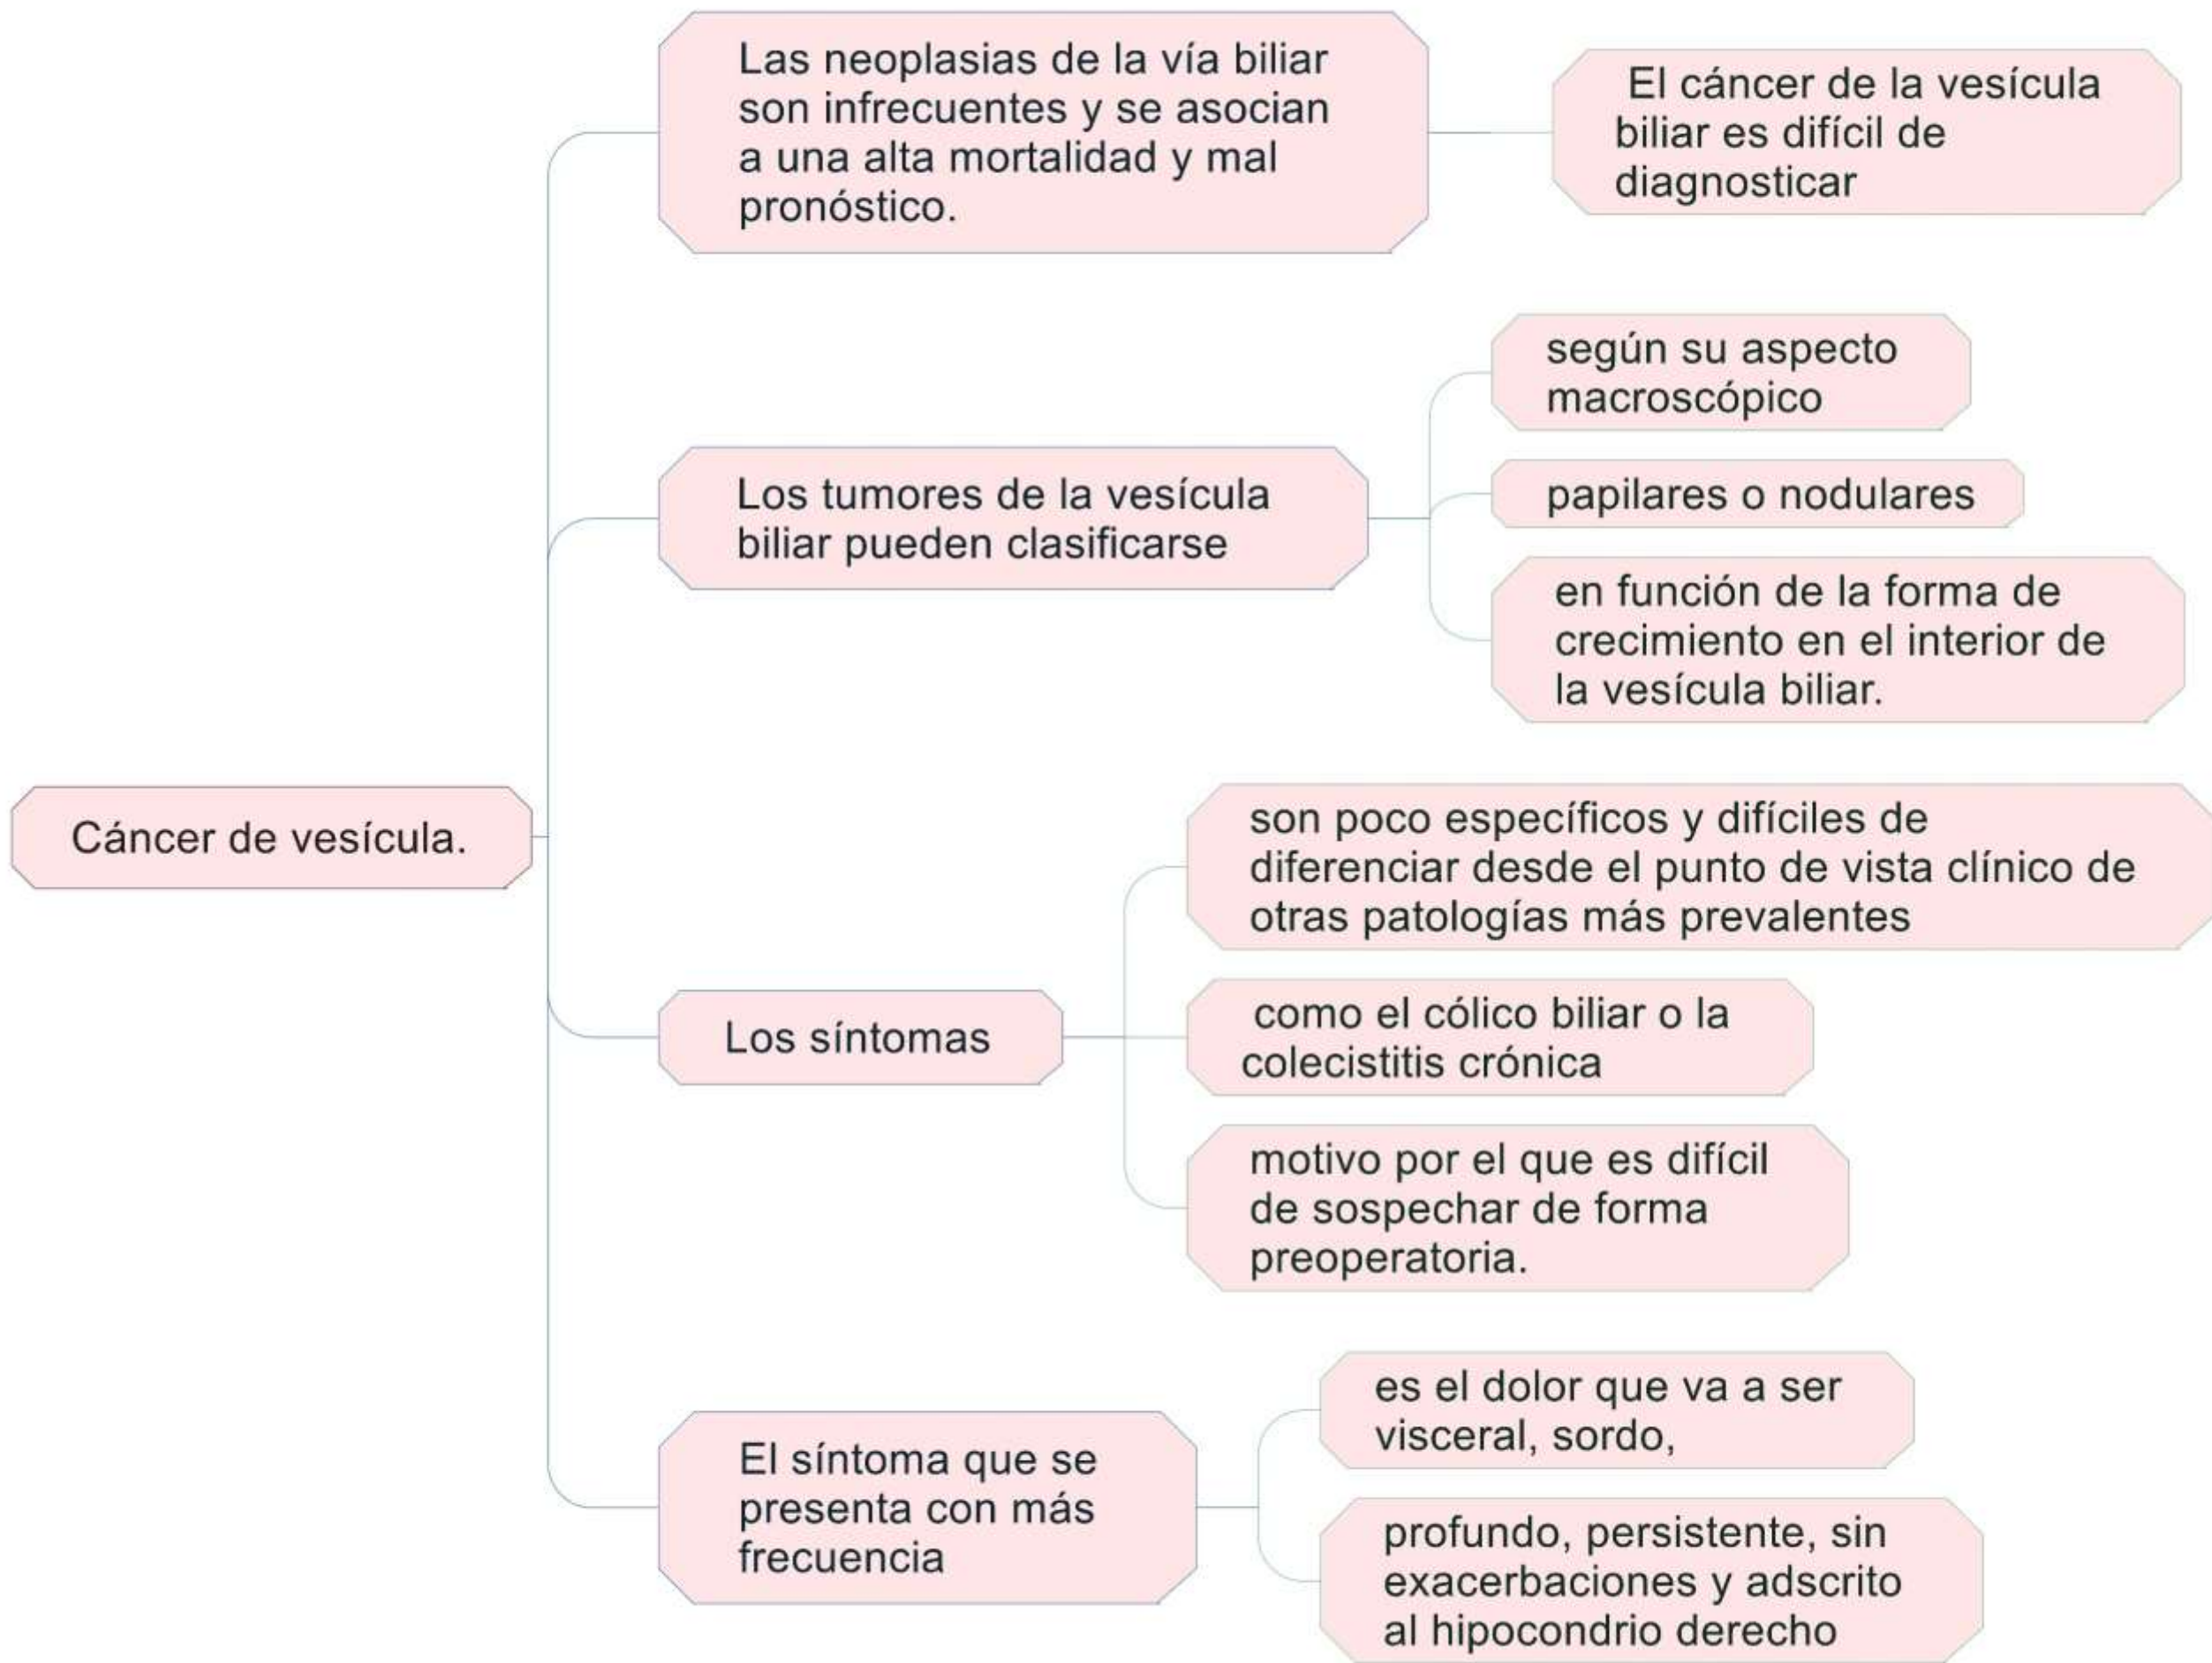 Las neoplasias de la vía biliar
son infrecuentes y se asocian
a una alta mortalidad y mal
pronóstico.
El cáncer de la vesícula
biliar es difícil de
diagnosticar
según su aspecto
macroscópico
Los tumores de la vesícula
biliar pueden clasificarse
papilares o nodulares
en función de la forma de
crecimiento en el interior de
la vesícula biliar.
Cáncer de vesícula.
son poco específicos y difíciles de
diferenciar desde el punto de vista clínico de
otras patologías más prevalentes
Los síntomas
como el cólico biliar o la
colecistitis crónica
motivo por el que es difícil
de sospechar de forma
preoperatoria.
El síntoma que se
presenta con más
frecuencia
es el dolor que va a ser
visceral, sordo,
profundo, persistente, sin
exacerbaciones y adscrito
al hipocondrio derecho